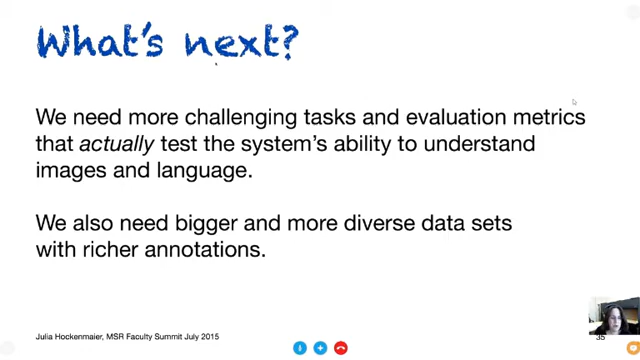 What's next?
We need more challenging tasks and evaluation metrics
that actually test the system's ability to understand
images and language.
We also need bigger and more diverse data sets
with richer annotations.
Julia Hockenmaier, MSR Faculty Summit July 2015
35